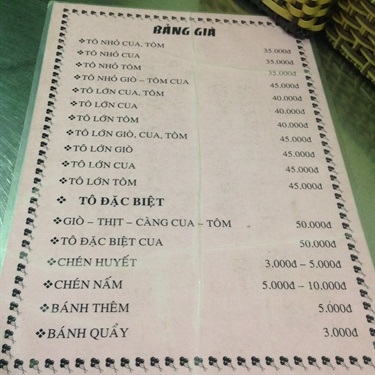 BẢNG GIÁ
❖TÔ NHỎ CUA, TÔM 35.000đ
❖TÔ NHỎ CUA 35.000đ
❖TÔ NHỎ TÔM 35.000đ
❖TÔ NHỎ GIÒ – TÔM CUA 45.000đ
❖TÔ LỚN CUA, TÔM 40.000đ
❖TÔ LỚN CUA 40.000đ
❖TÔ LỚN TÔM 40.000đ
❖TÔ LỚN GIÒ, CUA, TÔM 45.000đ
❖TÔ LỚN GIÒ 45.000đ
❖TÔ LỚN CUA 45.000đ
❖TÔ LỚN TÔM 45.000đ
❖ TÔ ĐẶC BIỆT
❖GIÒ – THỊT – CÀNG CUA – TÔM 50.000đ
❖TÔ ĐẶC BIỆT CUA 50.000đ
❖CHÉN HUYẾT 3.000đ – 5.000đ
❖CHÉN NẤM 5.000đ – 10.000đ
❖BÁNH THÊM 5.000đ
❖BÁNH QUẨY 3.000đ